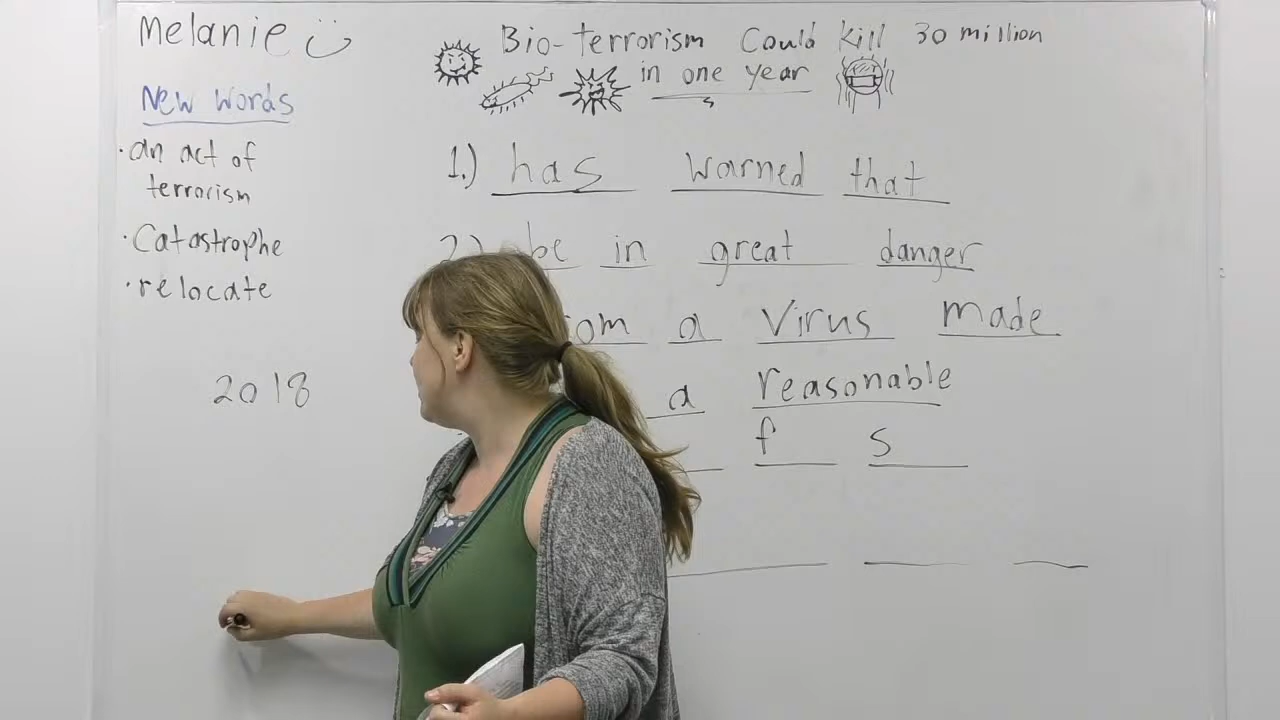 Melanie
New words
· an act of
terrorism
· Catastrophe
· relocate
2018
Bio-terrorism Could kill 30 million
in one year
1.) has warned that
2.) be in great danger
a virus made
a reasonable
f s